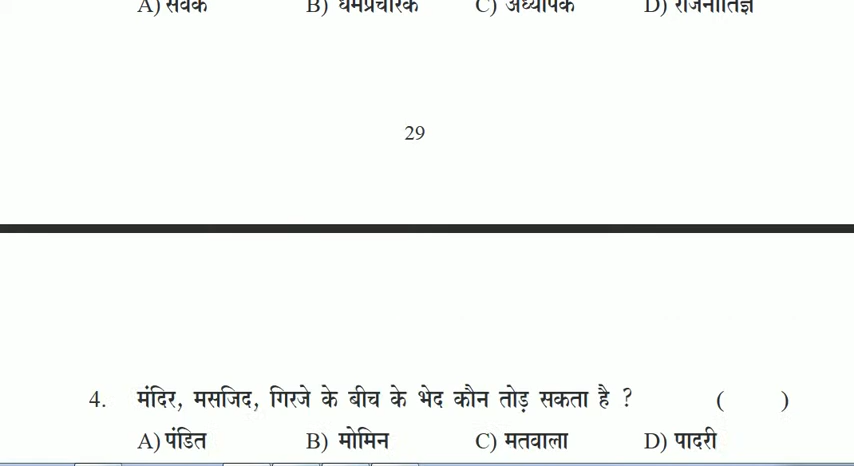 A) सेवक B) धर्मप्रचारक C) अध्यापक D) राजनीतिज्ञ
29
4. मंदिर, मसजिद, गिरजे के बीच के भेद कौन तोड़ सकता है ? ( )
A) पंडित B) मोमिन C) मतवाला D) पादरी